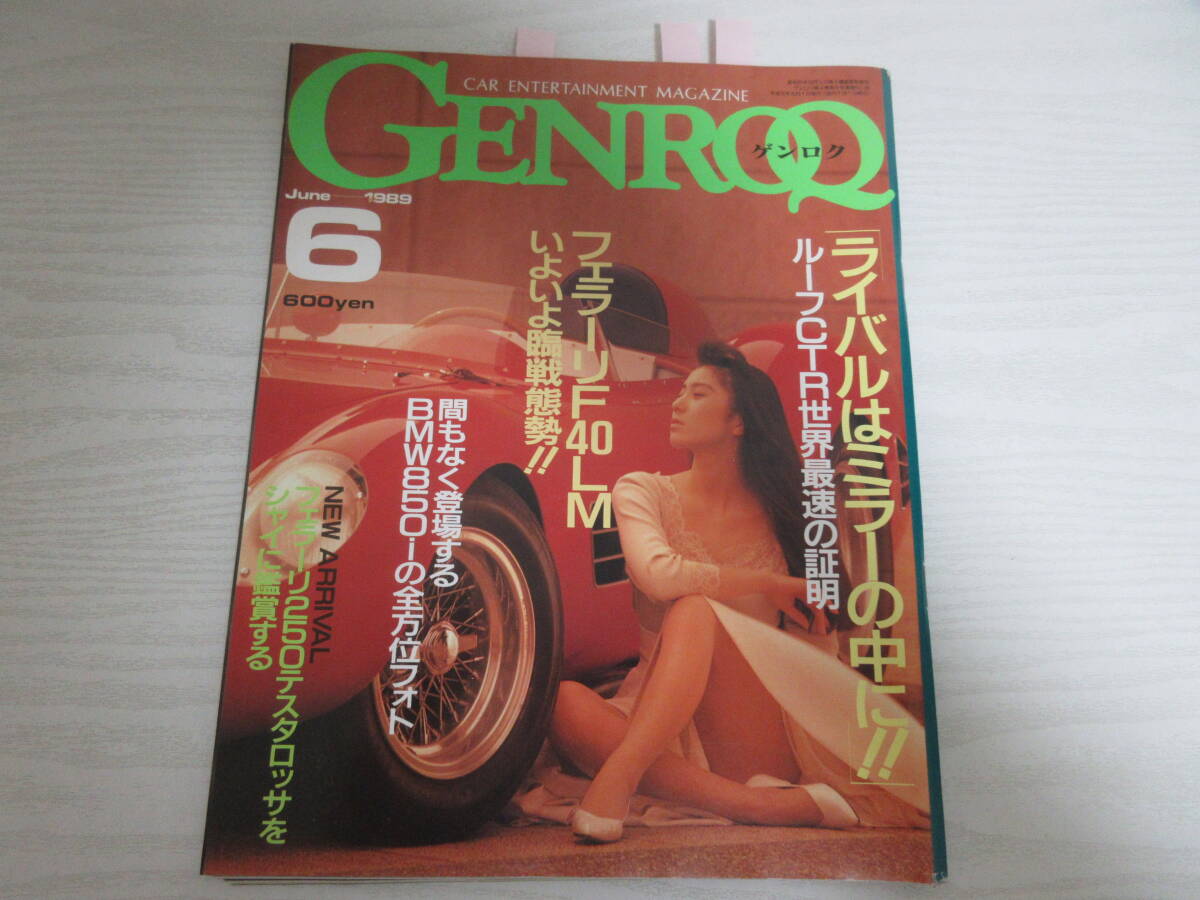 CAR ENTERTAINMENT MAGAZINE
GENROQ
ゲンロク
June 1989
6
600yen
「ライバルはミラーの中に!!」
ルーフCTR世界最速の証明
フェラーリF40LM
いよいよ臨戦態勢!!
間もなく登場する
BMW850iの全方位フォト
NEW ARRIVAL
フェラーリ250テスタロッサを
シャイに鑑賞する